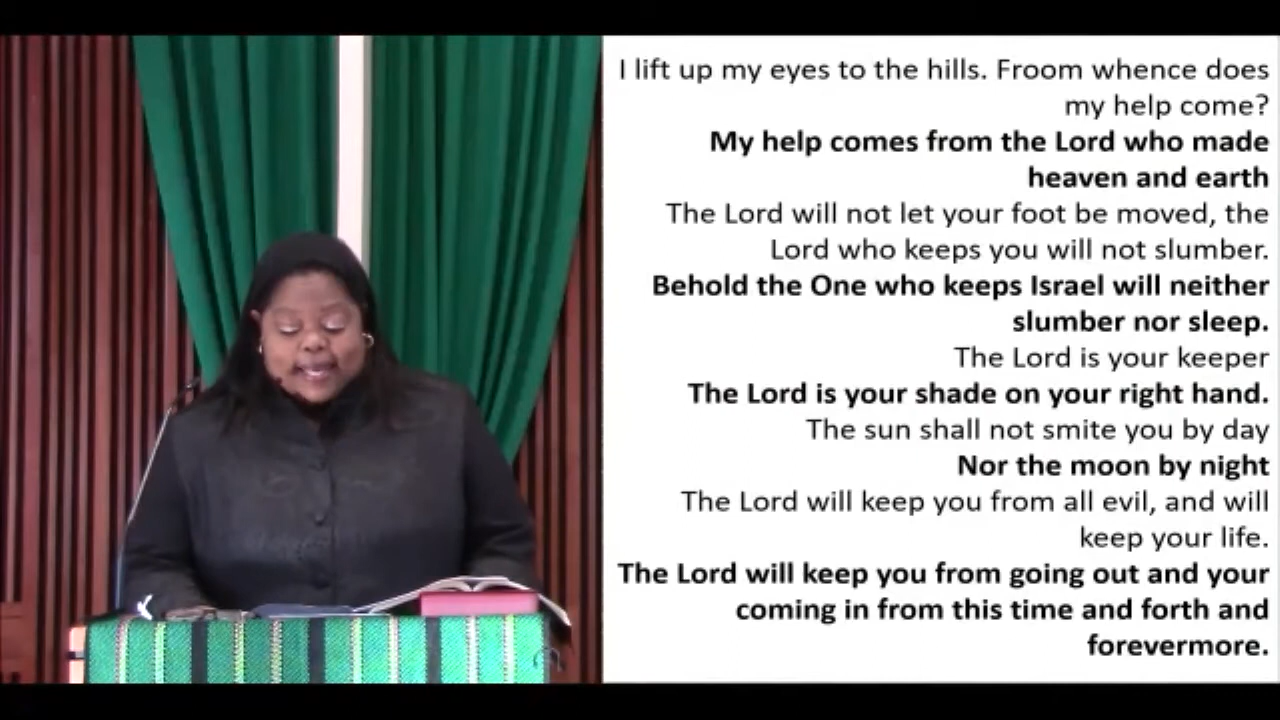 I lift up my eyes to the hills. Froom whence does
my help come?
My help comes from the Lord who made
heaven and earth
The Lord will not let your foot be moved, the
Lord who keeps you will not slumber.
Behold the One who keeps Israel will neither
slumber nor sleep.
The Lord is your keeper
The Lord is your shade on your right hand.
The sun shall not smite you by day
Nor the moon by night
The Lord will keep you from all evil, and will
keep your life.
The Lord will keep you from going out and your
coming in from this time and forth and
forevermore.